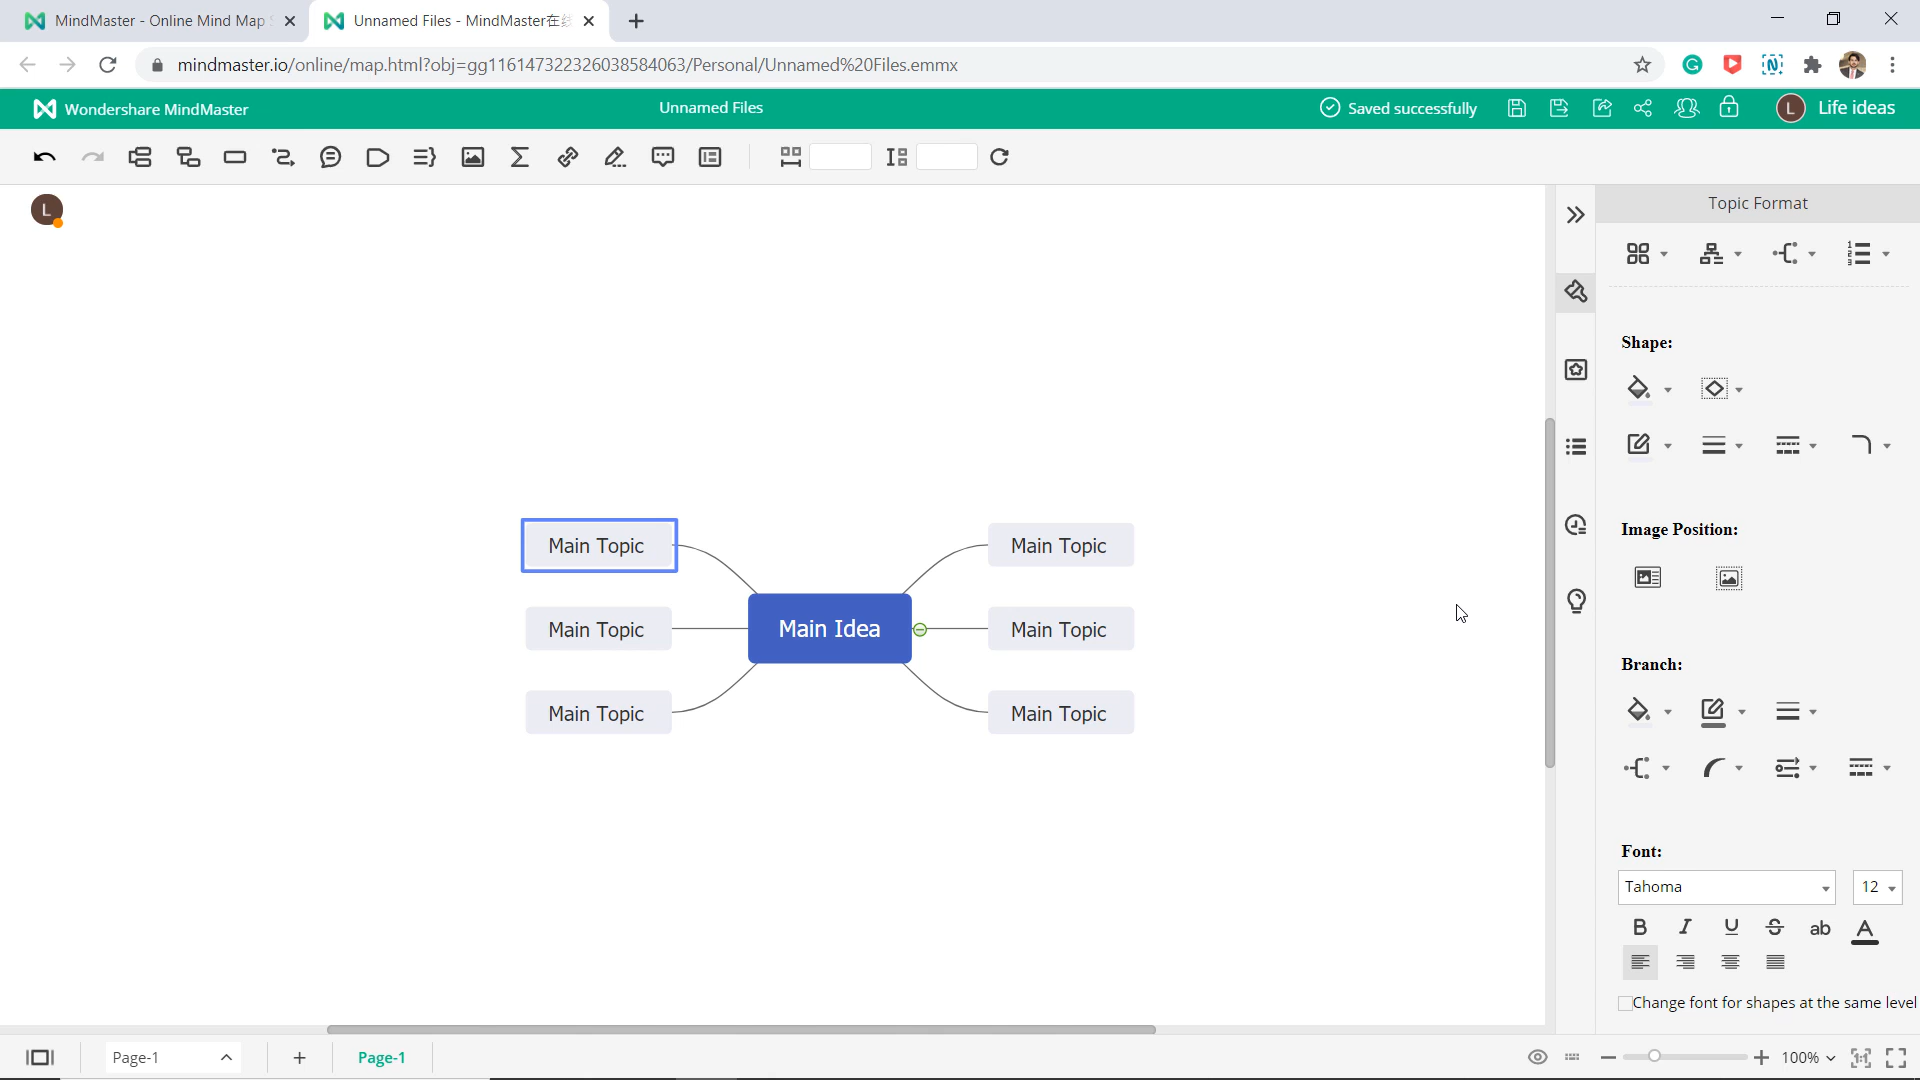 MindMaster - Online Mind Map
Unnamed Files - MindMaster在线
mindmaster.io/online/map.html?obj=gg116147322326038584063/Personal/Unnamed%20Files.emmx
Wondershare MindMaster
Unnamed Files
Saved successfully
L
Life ideas
L
Topic Format
Shape:
Image Position:
Branch:
Font:
Tahoma
12
B I U S ab A
Change font for shapes at the same level
Main Topic
Main Topic
Main Topic
Main Idea
Main Topic
Main Topic
Main Topic
Page-1
Page-1
100%
1:1